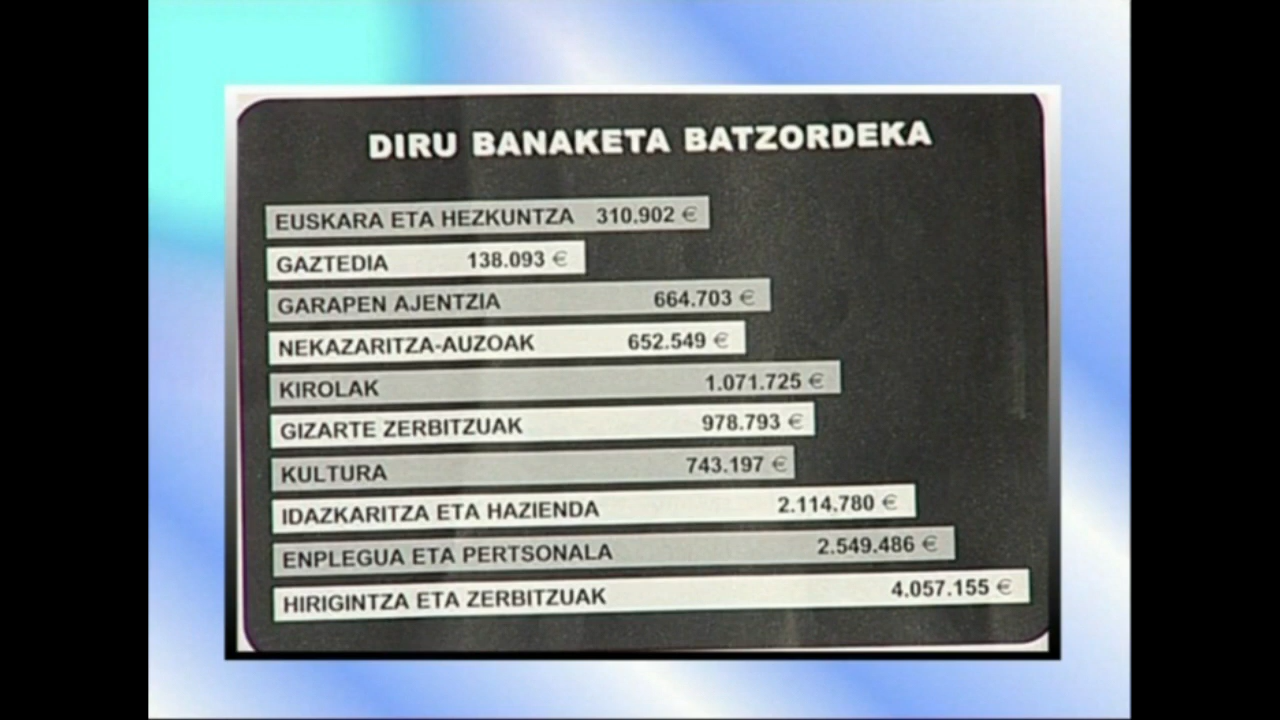 DIRU BANAKETA BATZORDEKA
EUSKARA ETA HEZKUNTZA 310.902 €
GAZTEDIA 138.093 €
GARAPEN AJENTZIA 664.703 €
NEKAZARITZA-AUZOAK 652.549 €
KIROLAK 1.071.725 €
GIZARTE ZERBITZUAK 978.793 €
KULTURA 743.197 €
IDAZKARITZA ETA HAZIENDA 2.114.780 €
ENPLEGUA ETA PERTSONALA 2.549.486 €
HIRIGINTZA ETA ZERBITZUAK 4.057.155 €